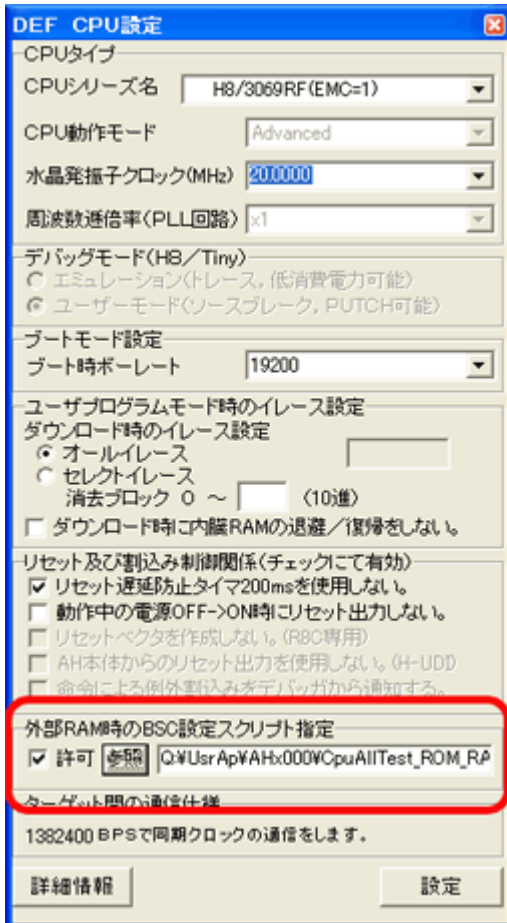 DEF CPU設定
CPUタイプ
CPUシリーズ名 H8/3069RF(EMC=1)
CPU動作モード Advanced
水晶発振子クロック(MHz) 20.0000
周波数逓倍率(PLL回路) x1
デバッグモード(H8/Tiny)
エミュレーション(トレース,低消費電力可能)
ユーザーモード(ソースブレーク,PUTCH可能)
ブートモード設定
ブート時ボーレート 19200
ユーザプログラムモード時のイレース設定
ダウンロード時のイレース設定
オールイレース
セレクトイレース
消去ブロック 0 ~ (10進)
ダウンロード時に内臓RAMの退避/復帰をしない。
リセット及び割込み制御関係(チェックにて有効)
リセット遅延防止タイマ200msを使用しない。
動作中の電源OFF->ON時にリセット出力しない。
リセットベクタを作成しない。(R8C専用)
AH本体からのリセット出力を使用しない。(H-UDI)
命令による例外割込みをデバッガから通知する。
外部RAM時のBSC設定スクリプト指定
許可 参照 Q:¥UsrAp¥AHx000¥CpuAllTest_ROM_RA
ターゲット間の通信仕様
1382400BPSで同期クロックの通信をします。
詳細情報 設定